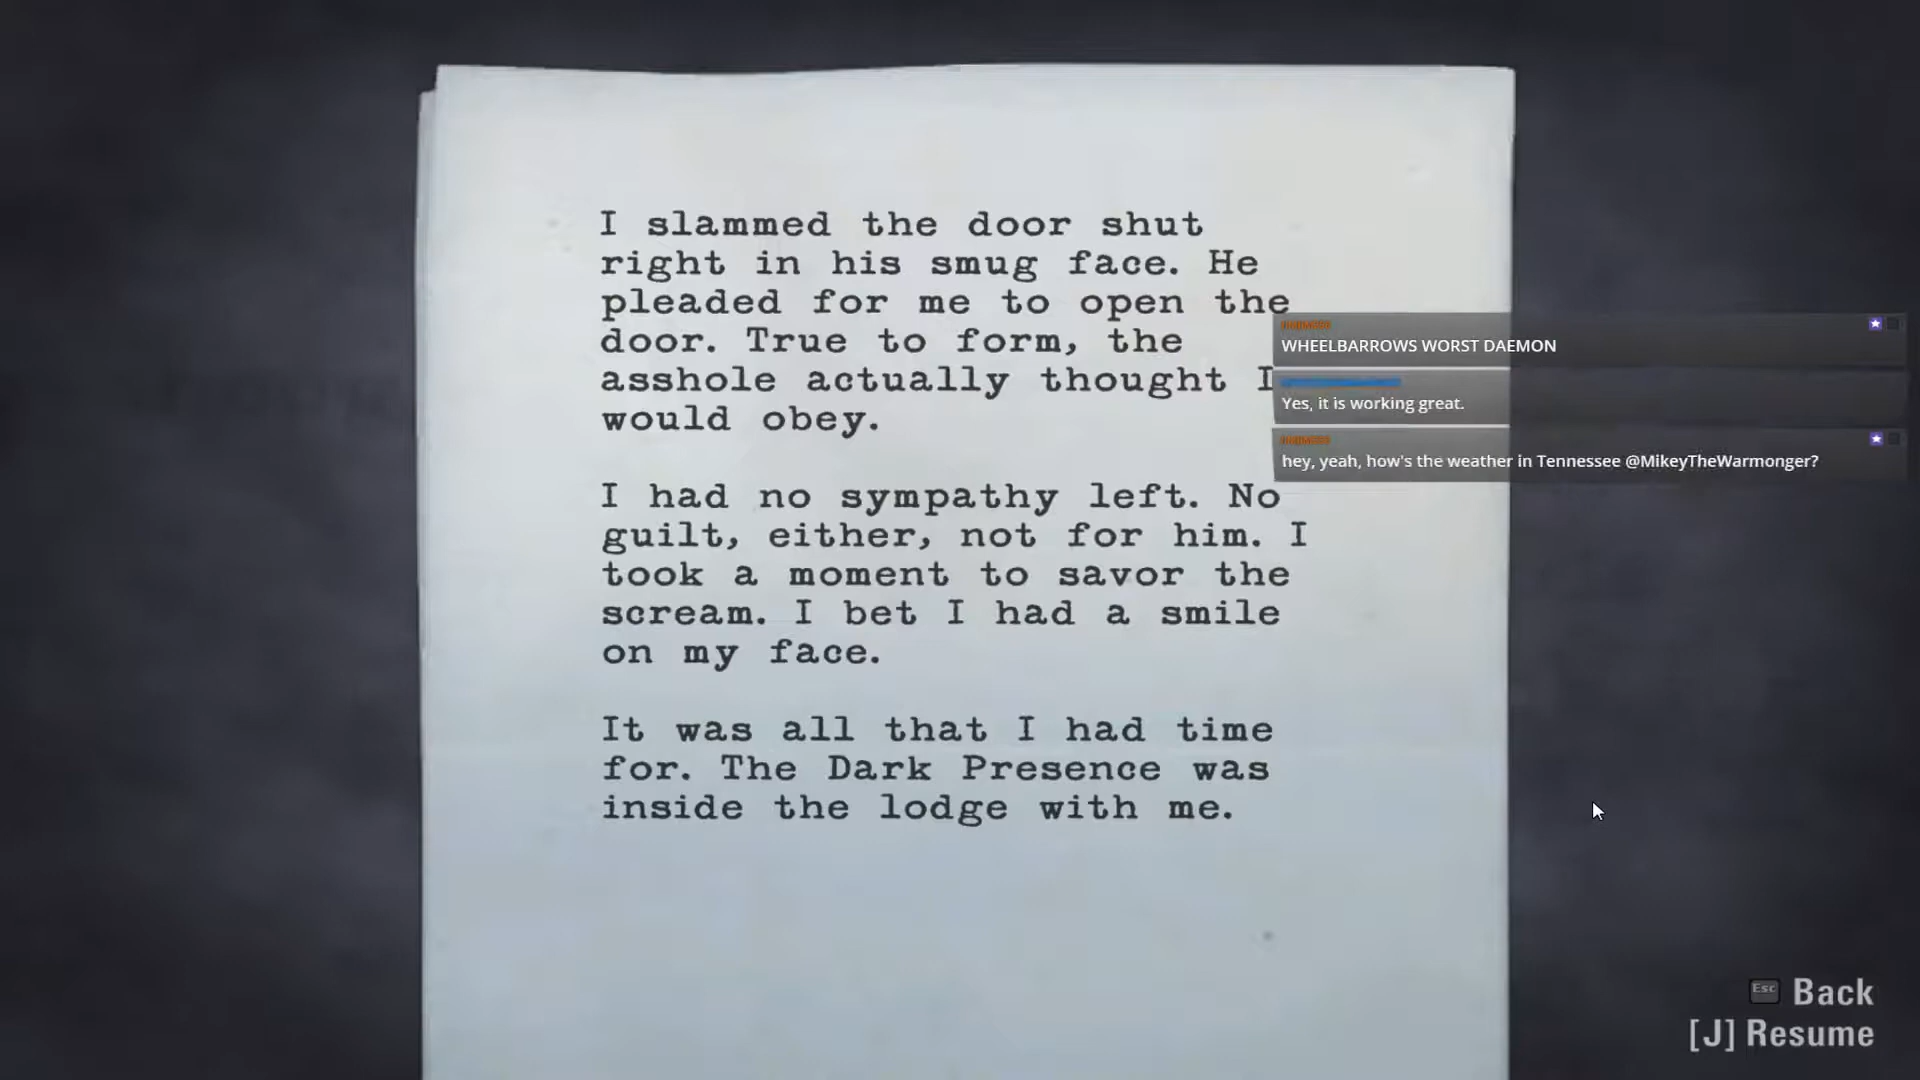 I slammed the door shut
right in his smug face. He
pleaded for me to open the
door. True to form, the
asshole actually thought I
would obey.
I had no sympathy left. No
guilt, either, not for him. I
took a moment to savor the
scream. I bet I had a smile
on my face.
It was all that I had time
for. The Dark Presence was
inside the lodge with me.
WHEELBARROWS WORST DAEMON
Yes, it is working great.
hey, yeah, how's the weather in Tennessee @MikeyTheWarmonger?
Esc Back
[J] Resume